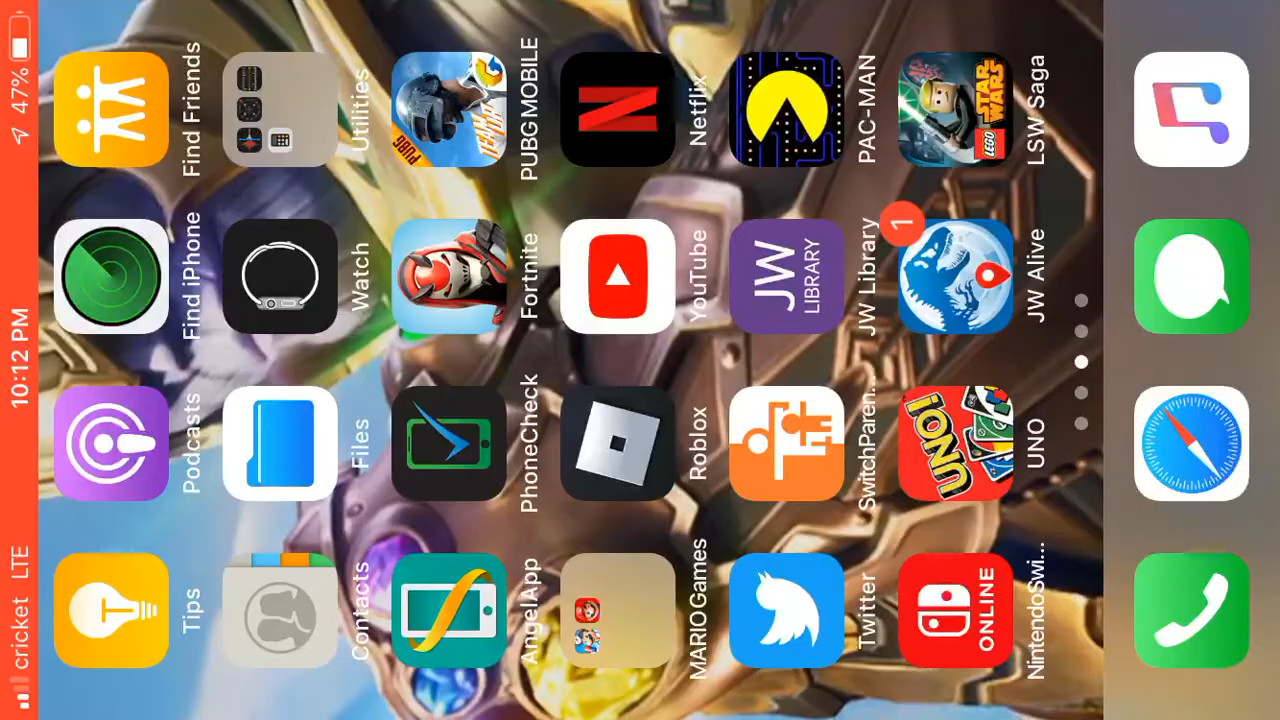 cricket LTE 10:12 PM 47%
Tips Podcasts Find iPhone Find Friends
Contacts Files Watch Utilities
PUBG
AngelApp PhoneCheck Fortnite PUBG MOBILE
N
MARIO Games Roblox YouTube Netflix
JW
LIBRARY
Twitter SwitchParen... JW Library PAC-MAN
ONLINE
UNO!
1
LEGO STAR WARS
NintendoSwi... UNO JW Alive LSW Saga